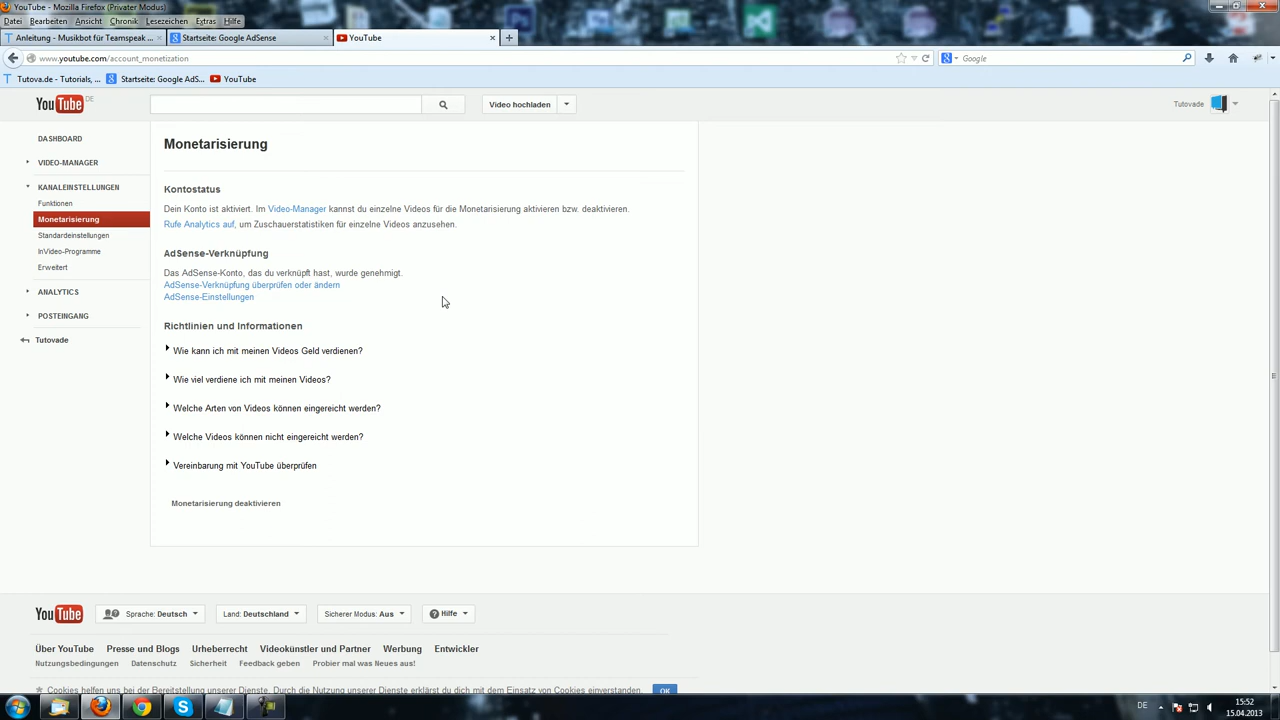 YouTube - Mozilla Firefox (Privater Modus)
Datei Bearbeiten Ansicht Chronik Lesezeichen Extras Hilfe
Anleitung - Musikbot für Teamspeak ...
Startseite: Google AdSense
YouTube
www.youtube.com/account_monetization
Google
Tutova.de - Tutorials, ...
Startseite: Google AdS...
YouTube
YouTube DE
Video hochladen
Tutovade
DASHBOARD
VIDEO-MANAGER
KANALEINSTELLUNGEN
Funktionen
Monetarisierung
Standardeinstellungen
InVideo-Programme
Erweitert
ANALYTICS
POSTEINGANG
Tutovade
Monetarisierung
Kontostatus
Dein Konto ist aktiviert. Im Video-Manager kannst du einzelne Videos für die Monetarisierung aktivieren bzw. deaktivieren.
Rufe Analytics auf, um Zuschauerstatistiken für einzelne Videos anzusehen.
AdSense-Verknüpfung
Das AdSense-Konto, das du verknüpft hast, wurde genehmigt.
AdSense-Verknüpfung überprüfen oder ändern
AdSense-Einstellungen
Richtlinien und Informationen
Wie kann ich mit meinen Videos Geld verdienen?
Wie viel verdiene ich mit meinen Videos?
Welche Arten von Videos können eingereicht werden?
Welche Videos können nicht eingereicht werden?
Vereinbarung mit YouTube überprüfen
Monetarisierung deaktivieren
YouTube
Sprache: Deutsch
Land: Deutschland
Sicherer Modus: Aus
Hilfe
Über YouTube Presse und Blogs Urheberrecht Videokünstler und Partner Werbung Entwickler
Nutzungsbedingungen Datenschutz Sicherheit Feedback geben Probier mal was Neues aus!
Cookies helfen uns bei der Bereitstellung unserer Dienste. Durch die Nutzung unserer Dienste erklärst du dich mit dem Einsatz von Cookies einverstanden. OK
DE
15:52
15.04.2013